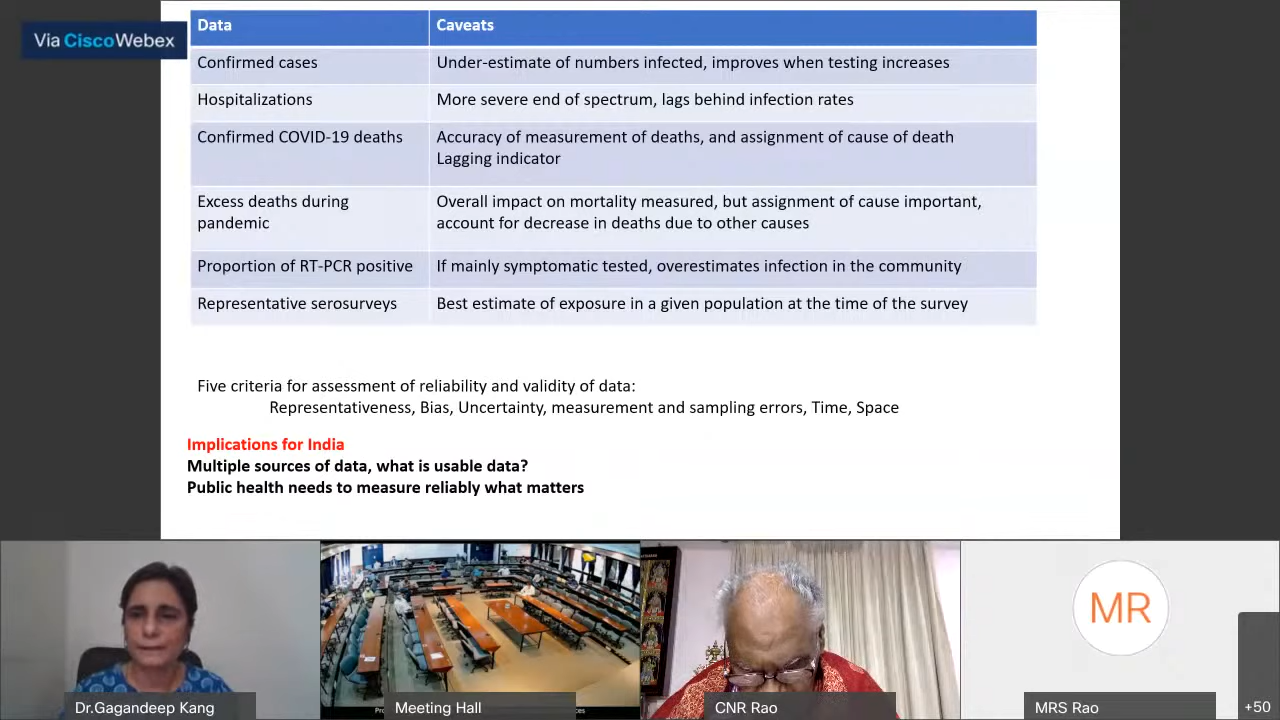 Via CiscoWebex
Data Caveats
Confirmed cases Under-estimate of numbers infected, improves when testing increases
Hospitalizations More severe end of spectrum, lags behind infection rates
Confirmed COVID-19 deaths Accuracy of measurement of deaths, and assignment of cause of death
Lagging indicator
Excess deaths during Overall impact on mortality measured, but assignment of cause important,
pandemic account for decrease in deaths due to other causes
Proportion of RT-PCR positive If mainly symptomatic tested, overestimates infection in the community
Representative serosurveys Best estimate of exposure in a given population at the time of the survey
Five criteria for assessment of reliability and validity of data:
Representativeness, Bias, Uncertainty, measurement and sampling errors, Time, Space
Implications for India
Multiple sources of data, what is usable data?
Public health needs to measure reliably what matters
MR
Dr.Gagandeep Kang Meeting Hall CNR Rao MRS Rao +50